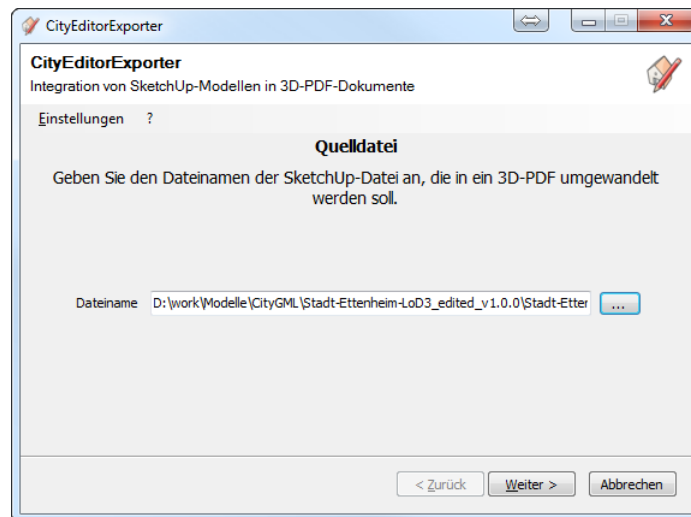 CityEditorExporter
CityEditorExporter
Integration von SketchUp-Modellen in 3D-PDF-Dokumente
Einstellungen ?
Quelldatei
Geben Sie den Dateinamen der SketchUp-Datei an, die in ein 3D-PDF umgewandelt
werden soll.
Dateiname D:\work\Modelle\CityGML\Stadt-Ettenheim-LoD3_edited_v1.0.0\Stadt-Etter ...
< Zurück Weiter > Abbrechen